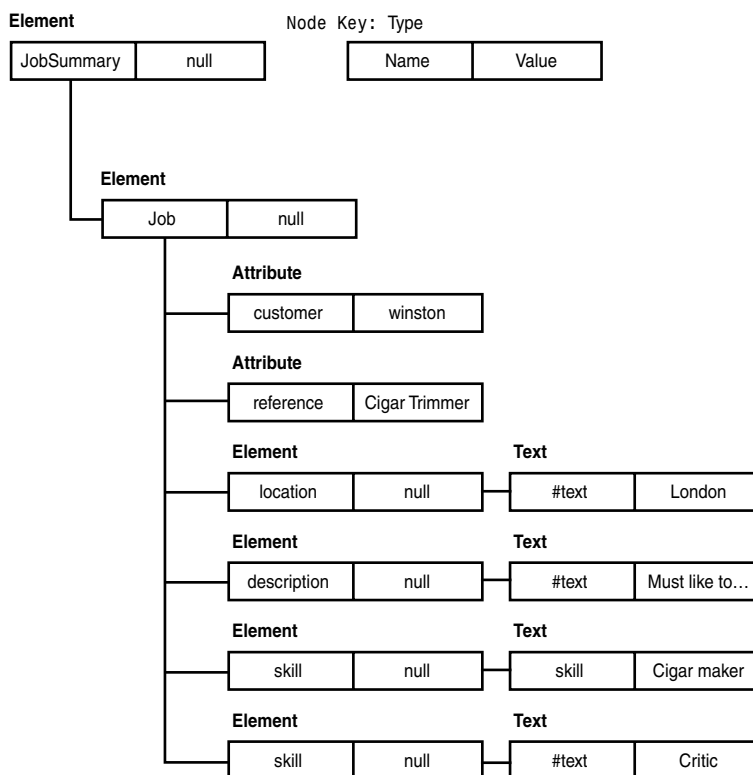 Element Node Key: Type
JobSummary null Name Value
Element
Job null
Attribute
customer winston
Attribute
reference Cigar Trimmer
Element Text
location null #text London
Element Text
description null #text Must like to…
Element Text
skill null skill Cigar maker
Element Text
skill null #text Critic